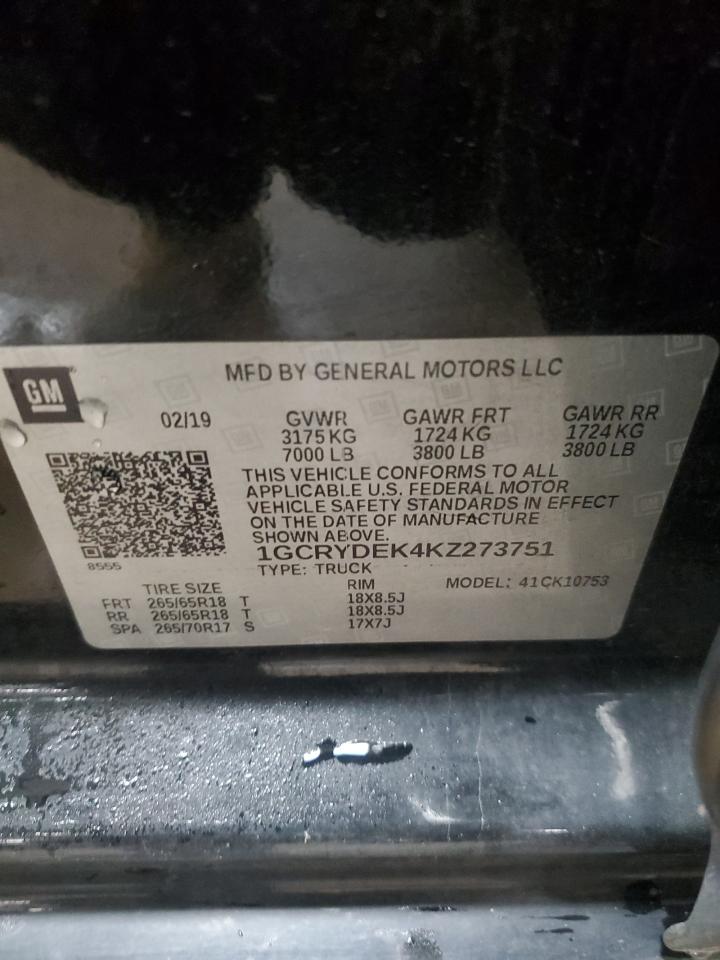 GM
MFD BY GENERAL MOTORS LLC
02/19
GVWR GAWR FRT GAWR RR
3175 KG 1724 KG 1724 KG
7000 LB 3800 LB 3800 LB
THIS VEHICLE CONFORMS TO ALL
APPLICABLE U.S. FEDERAL MOTOR
VEHICLE SAFETY STANDARDS IN EFFECT
ON THE DATE OF MANUFACTURE
SHOWN ABOVE.
1GCRYDEK4KZ273751
8555
TYPE: TRUCK
TIRE SIZE RIM MODEL: 41CK10753
FRT 265/65R18 T 18X8.5J
RR 265/65R18 T 18X8.5J
SPA 265/70R17 S 17X7J